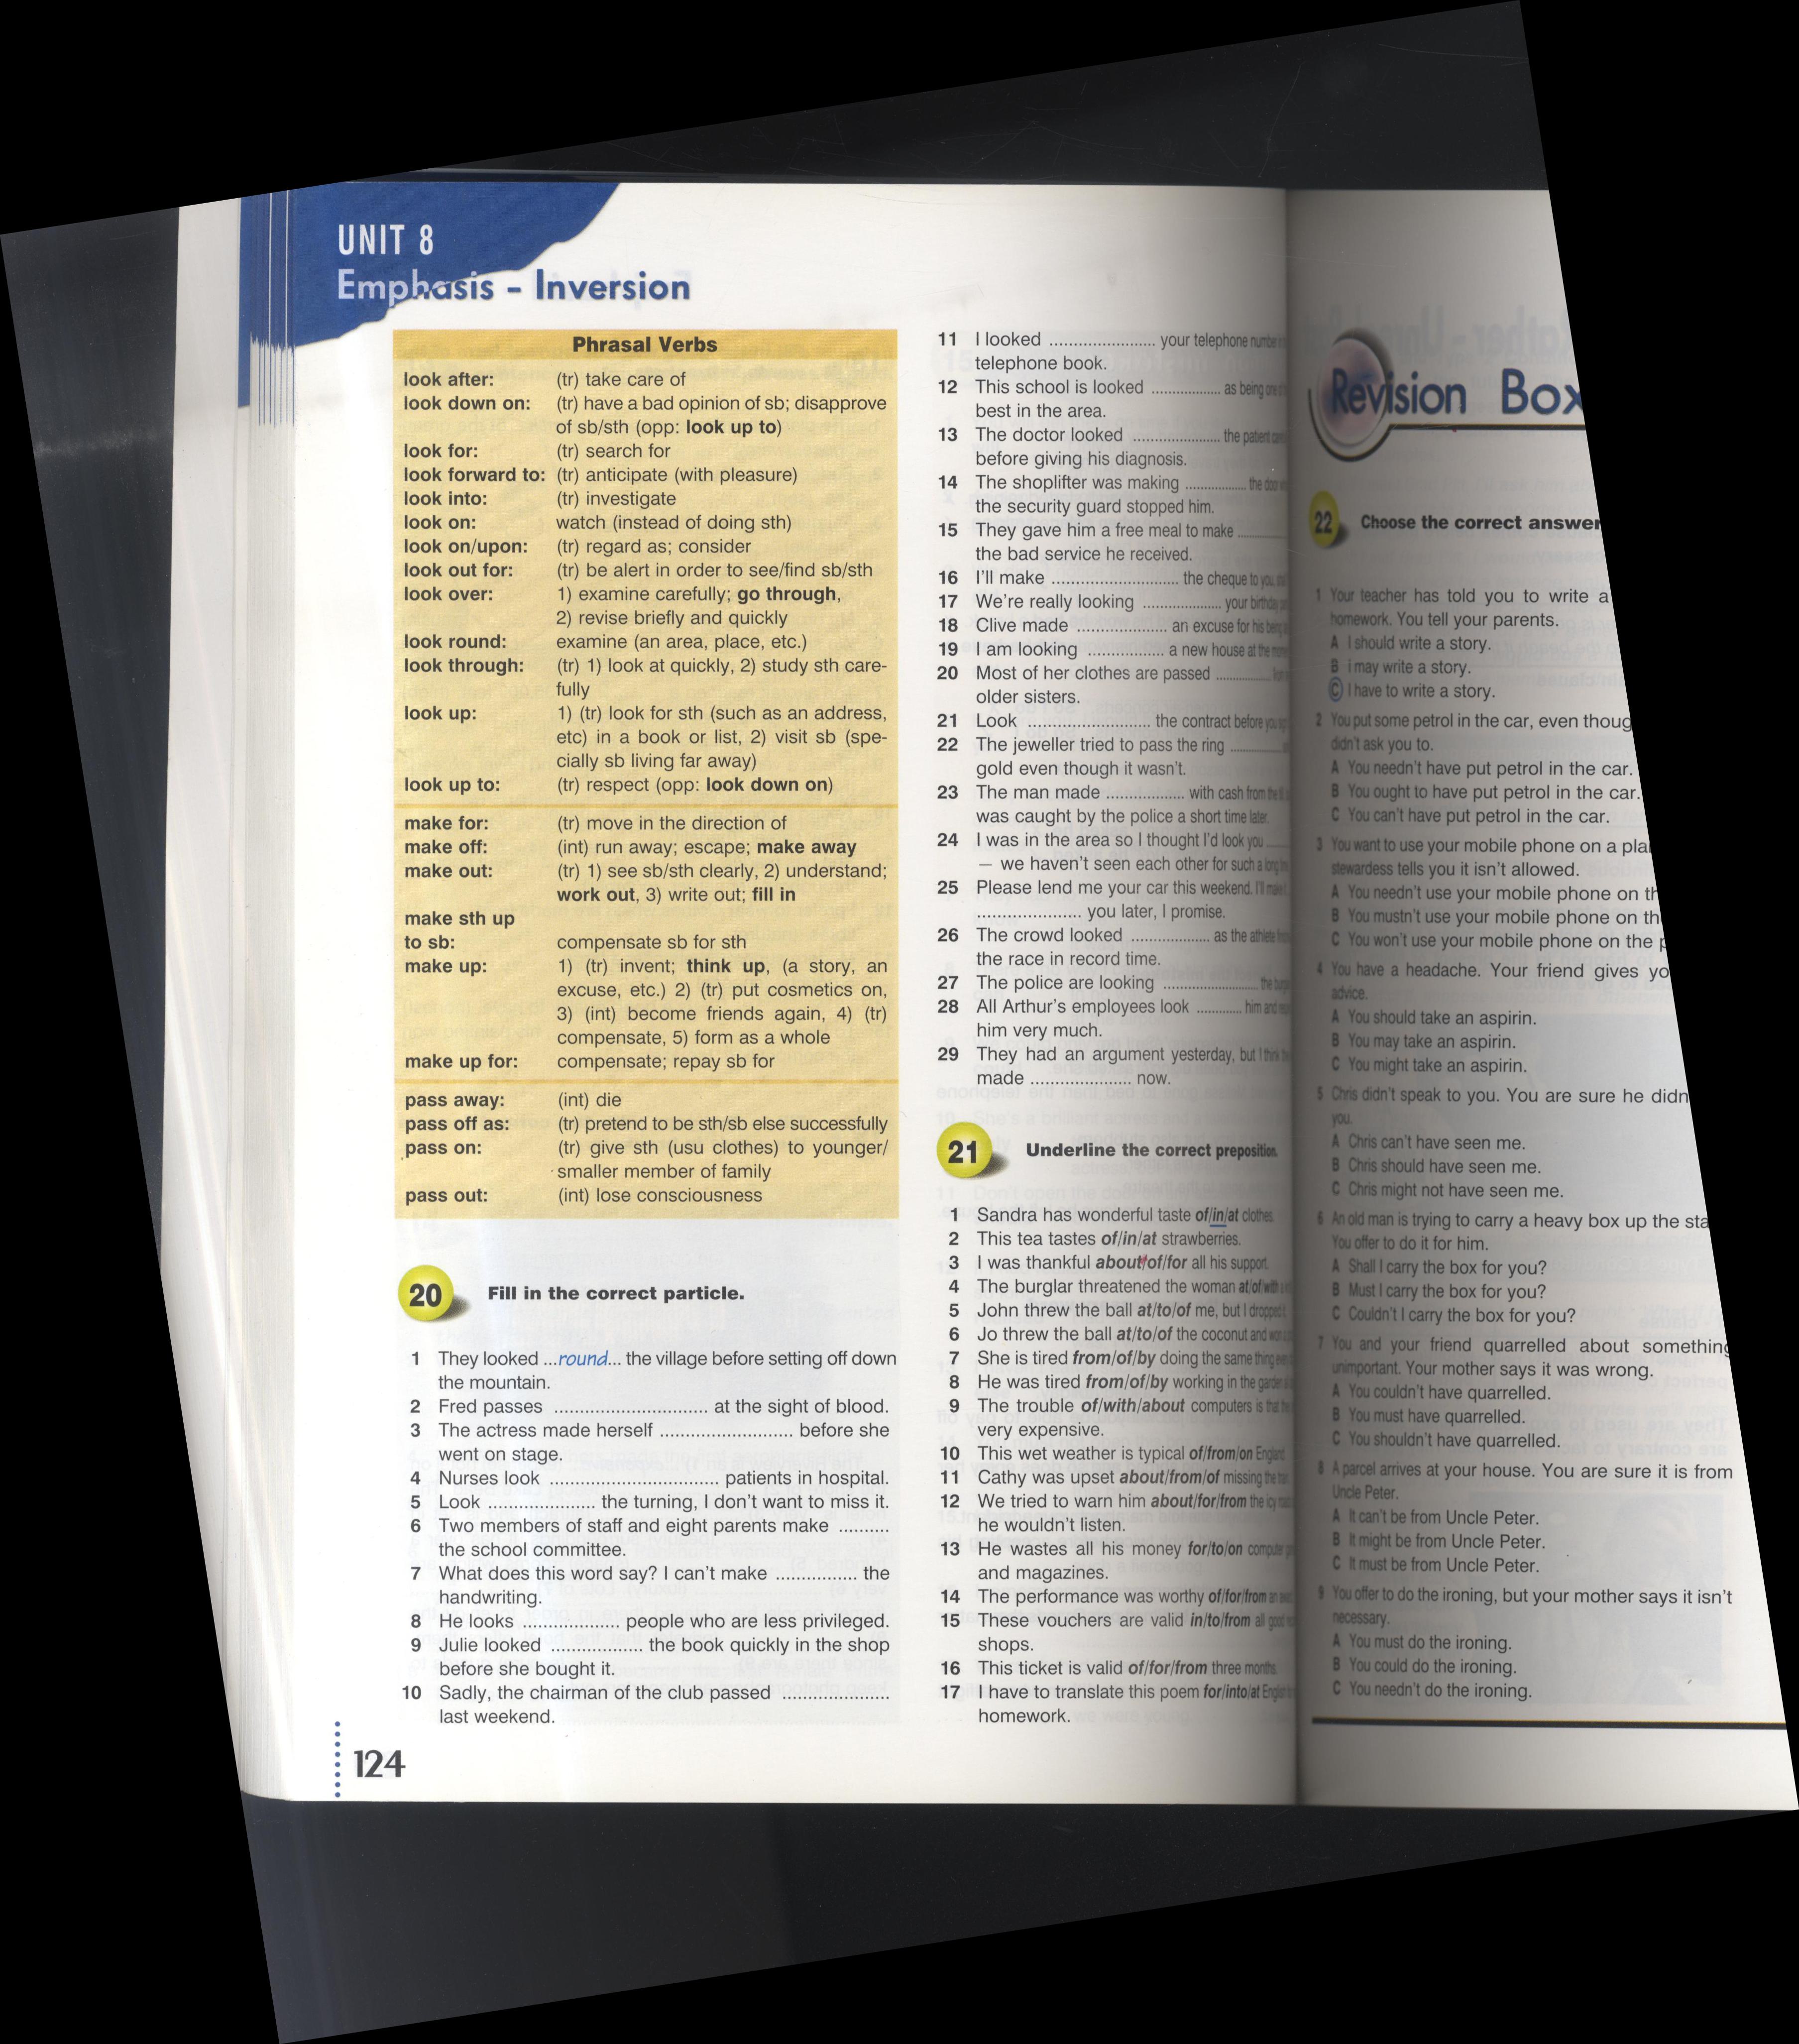 UNIT 8
Emphasis – Inversion
Phrasal Verbs
look after: (tr) take care of
look down on: (tr) have a bad opinion of sb; disapprove
of sb/sth (opp: look up to)
look for: (tr) search for
look forward to: (tr) anticipate (with pleasure)
look into: (tr) investigate
look on: watch (instead of doing sth)
look on/upon: (tr) regard as; consider
look out for: (tr) be alert in order to see/find sb/sth
look over: 1) examine carefully; go through,
2) revise briefly and quickly
look round: examine (an area, place, etc.)
look through: (tr) 1) look at quickly, 2) study sth care-
fully
look up: 1) (tr) look for sth (such as an address,
etc) in a book or list, 2) visit sb (spe-
cially sb living far away)
look up to: (tr) respect (opp: look down on)
make for: (tr) move in the direction of
make off: (int) run away; escape; make away
make out: (tr) 1) see sb/sth clearly, 2) understand;
work out, 3) write out; fill in
make sth up
to sb: compensate sb for sth
make up: 1) (tr) invent; think up, (a story, an
excuse, etc.) 2) (tr) put cosmetics on,
3) (int) become friends again, 4) (tr)
compensate, 5) form as a whole
make up for: compensate; repay sb for
pass away: (int) die
pass off as: (tr) pretend to be sth/sb else successfully
pass on: (tr) give sth (usu clothes) to younger/
smaller member of family
pass out: (int) lose consciousness
20 Fill in the correct particle.
1 They looked ...round... the village before setting off down
the mountain.
2 Fred passes ............................ at the sight of blood.
3 The actress made herself ........................ before she
went on stage.
4 Nurses look ............................... patients in hospital.
5 Look .................... the turning, I don't want to miss it.
6 Two members of staff and eight parents make ..........
the school committee.
7 What does this word say? I can't make ............... the
handwriting.
8 He looks .................. people who are less privileged.
9 Julie looked ................. the book quickly in the shop
before she bought it.
10 Sadly, the chairman of the club passed ....................
last weekend.
124
11 I looked .................... your telephone number
telephone book.
12 This school is looked .................. as being one
best in the area.
13 The doctor looked ..................... the patient
before giving his diagnosis.
14 The shoplifter was making ................ the door
the security guard stopped him.
15 They gave him a free meal to make ............
the bad service he received.
16 I'll make ............................ the cheque to you,
17 We're really looking .................... your birthday
18 Clive made .................... an excuse for his being
19 I am looking ................ a new house at the
20 Most of her clothes are passed ...............
older sisters.
21 Look .......................... the contract before you
22 The jeweller tried to pass the ring ..............
gold even though it wasn't.
23 The man made ................. with cash from the
was caught by the police a short time later.
24 I was in the area so I thought I'd look you ......
– we haven't seen each other for such a long
25 Please lend me your car this weekend. I'll make
...................... you later, I promise.
26 The crowd looked .................. as the athlete
the race in record time.
27 The police are looking ........................ the
28 All Arthur's employees look ............ him and
him very much.
29 They had an argument yesterday, but I think
made ..................... now.
21 Underline the correct preposition.
1 Sandra has wonderful taste of/in/at clothes.
2 This tea tastes of/in/at strawberries.
3 I was thankful about/of/for all his support.
4 The burglar threatened the woman at/of/with
5 John threw the ball at/to/of me, but I dropped it.
6 Jo threw the ball at/to/of the coconut and won
7 She is tired from/of/by doing the same thing
8 He was tired from/of/by working in the garden
9 The trouble of/with/about computers is that
very expensive.
10 This wet weather is typical of/from/on England.
11 Cathy was upset about/from/of missing the
12 We tried to warn him about/for/from the icy
he wouldn't listen.
13 He wastes all his money for/to/on computer
and magazines.
14 The performance was worthy of/for/from an
15 These vouchers are valid in/to/from all good
shops.
16 This ticket is valid of/for/from three months.
17 I have to translate this poem for/into/at English
homework.
Revision Box
22 Choose the correct answer
1 Your teacher has told you to write a
homework. You tell your parents.
A I should write a story.
B i may write a story.
C I have to write a story.
2 You put some petrol in the car, even thoug
didn't ask you to.
A You needn't have put petrol in the car.
B You ought to have put petrol in the car.
C You can't have put petrol in the car.
3 You want to use your mobile phone on a pla
stewardess tells you it isn't allowed.
A You needn't use your mobile phone on th
B You mustn't use your mobile phone on th
C You won't use your mobile phone on the p
4 You have a headache. Your friend gives yo
advice.
A You should take an aspirin.
B You may take an aspirin.
C You might take an aspirin.
5 Chris didn't speak to you. You are sure he didn
you.
A Chris can't have seen me.
B Chris should have seen me.
C Chris might not have seen me.
6 An old man is trying to carry a heavy box up the sta
You offer to do it for him.
A Shall I carry the box for you?
B Must I carry the box for you?
C Couldn't I carry the box for you?
7 You and your friend quarrelled about something
unimportant. Your mother says it was wrong.
A You couldn't have quarrelled.
B You must have quarrelled.
C You shouldn't have quarrelled.
8 A parcel arrives at your house. You are sure it is from
Uncle Peter.
A It can't be from Uncle Peter.
B It might be from Uncle Peter.
C It must be from Uncle Peter.
9 You offer to do the ironing, but your mother says it isn't
necessary.
A You must do the ironing.
B You could do the ironing.
C You needn't do the ironing.